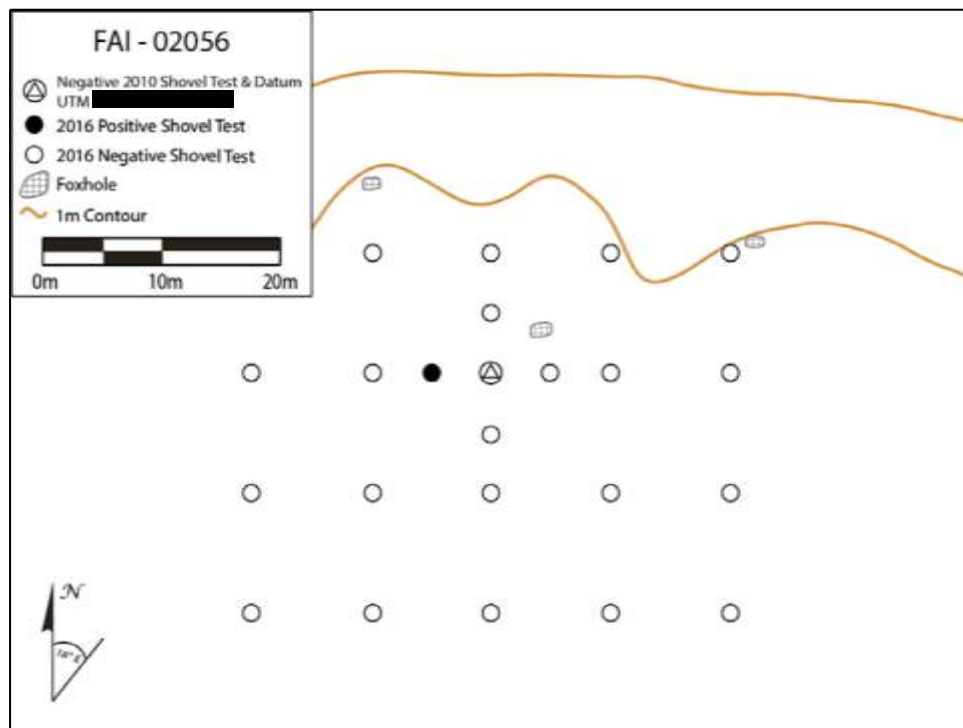 FAI - 02056
Negative 2010 Shovel Test & Datum
UTM
2016 Positive Shovel Test
2016 Negative Shovel Test
Foxhole
1m Contour
0m 10m 20m
N
18° E